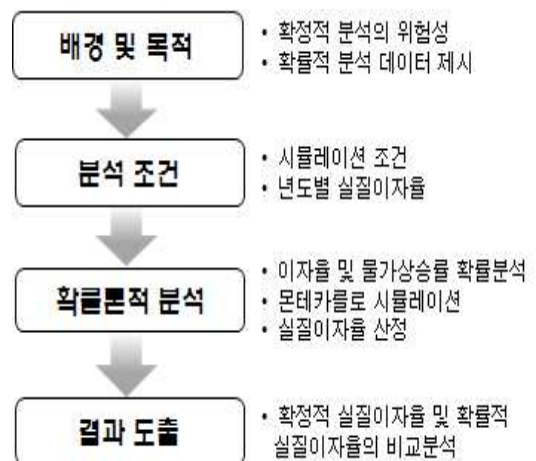 배경 및 목적
• 확정적 분석의 위험성
• 확률적 분석 데이터 제시
분석 조건
• 시뮬레이션 조건
• 년도별 실질이자율
확률론적 분석
• 이자율 및 물가상승률 확률분석
• 몬테카를로 시뮬레이션
• 실질이자율 산정
결과 도출
• 확정적 실질이자율 및 확률적
실질이자율의 비교분석